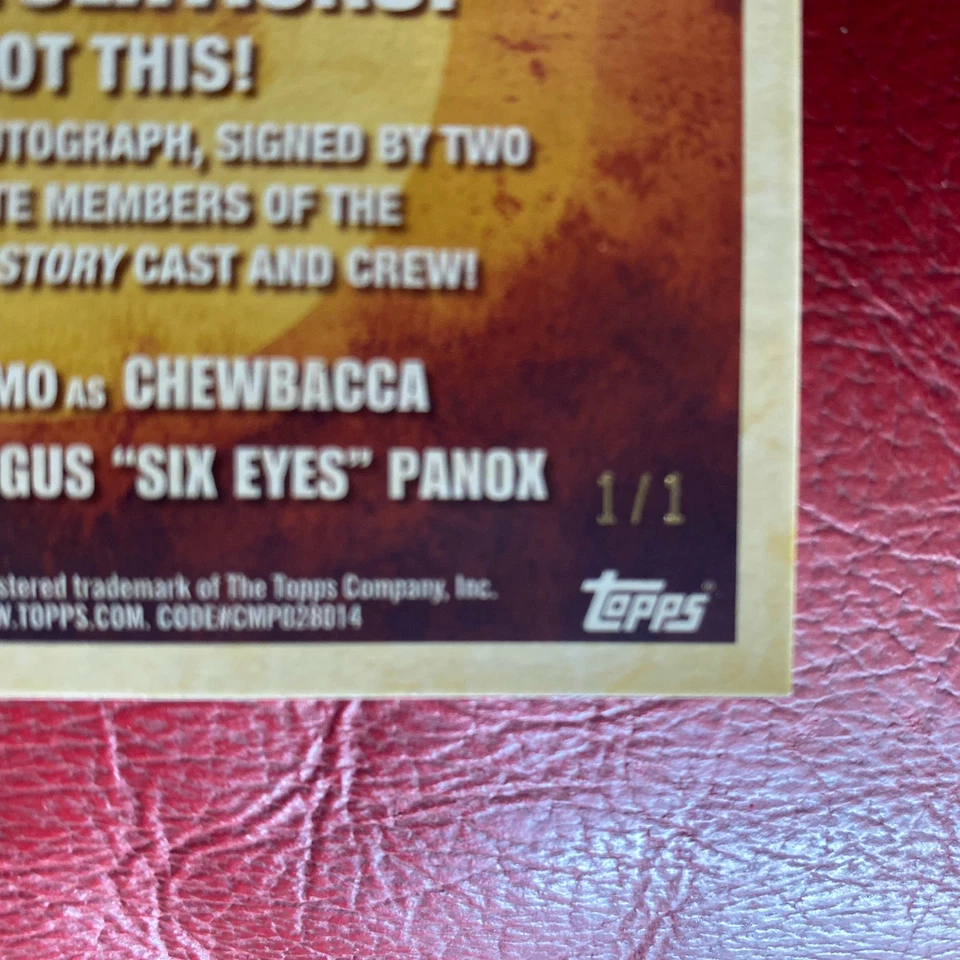 OT THIS!
UTOGRAPH, SIGNED BY TWO
TE MEMBERS OF THE
STORY CAST AND CREW!
MO AS CHEWBACCA
GUS “SIX EYES” PANOX
1/1
stered trademark of The Topps Company, Inc.
W.TOPPS.COM. CODE#CMP028014
topps